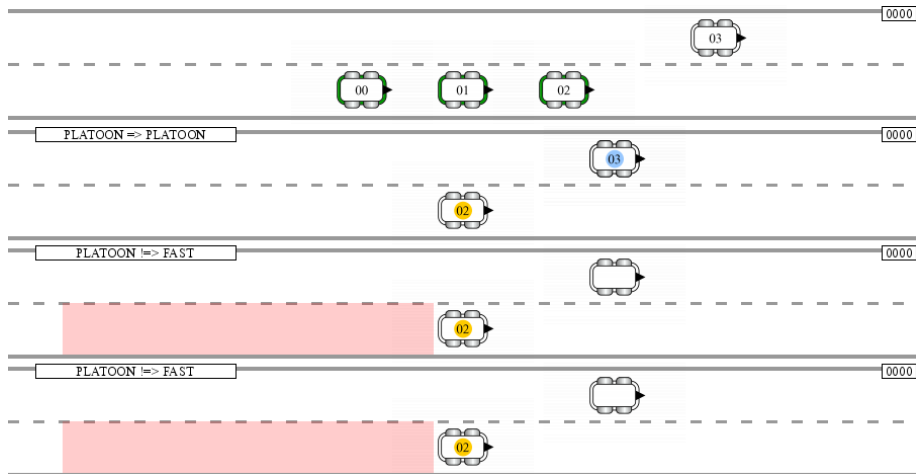 0000
03
00 01 02
PLATOON => PLATOON 0000
03
02
PLATOON !=> FAST 0000
02
PLATOON !=> FAST 0000
02